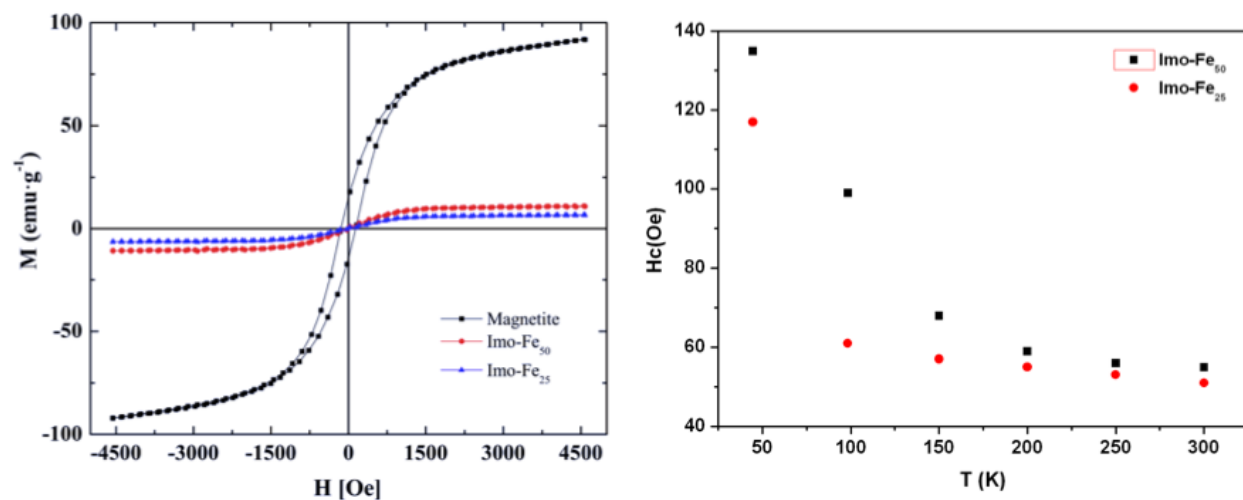 M (emu·g⁻¹)
100
50
0
-50
-100
Magnetite
Imo-Fe₅₀
Imo-Fe₂₅
-4500 -3000 -1500 0 1500 3000 4500
H [Oe]
Hc(Oe)
140
120
100
80
60
40
Imo-Fe₅₀
Imo-Fe₂₅
50 100 150 200 250 300
T (K)